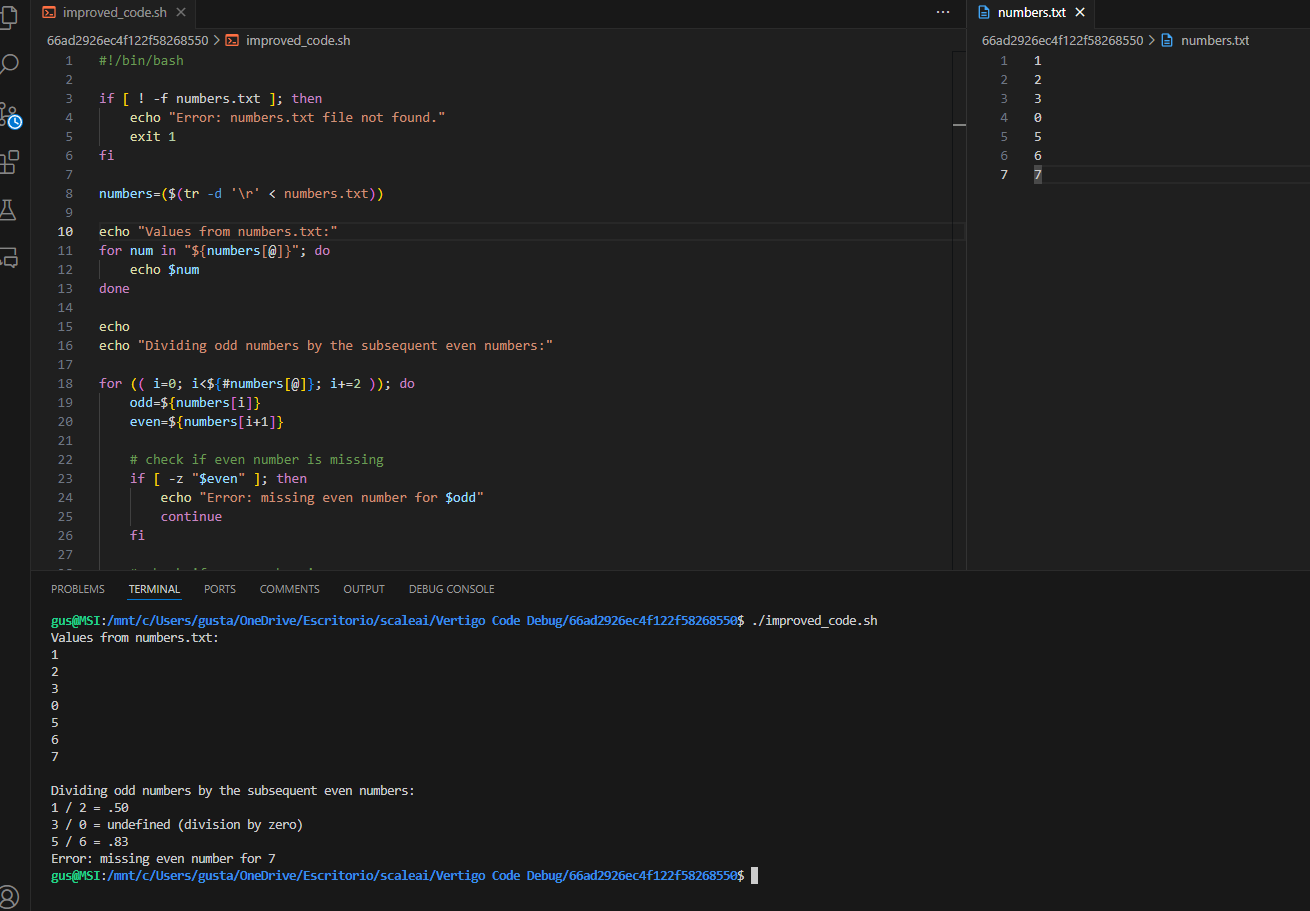 improved_code.sh
66ad2926ec4f122f58268550 > improved_code.sh
1 #!/bin/bash
2
3 if [ ! -f numbers.txt ]; then
4 echo "Error: numbers.txt file not found."
5 exit 1
6 fi
7
8 numbers=($(tr -d '\r' < numbers.txt))
9
10 echo "Values from numbers.txt:"
11 for num in "${numbers[@]}"; do
12 echo $num
13 done
14
15 echo
16 echo "Dividing odd numbers by the subsequent even numbers:"
17
18 for (( i=0; i<${#numbers[@]}; i+=2 )); do
19 odd=${numbers[i]}
20 even=${numbers[i+1]}
21
22 # check if even number is missing
23 if [ -z "$even" ]; then
24 echo "Error: missing even number for $odd"
25 continue
26 fi
27
numbers.txt
66ad2926ec4f122f58268550 > numbers.txt
1 1
2 2
3 3
4 0
5 5
6 6
7 7
PROBLEMS TERMINAL PORTS COMMENTS OUTPUT DEBUG CONSOLE
gus@MSI:/mnt/c/Users/gusta/OneDrive/Escritorio/scaleai/Vertigo Code Debug/66ad2926ec4f122f58268550$ ./improved_code.sh
Values from numbers.txt:
1
2
3
0
5
6
7
Dividing odd numbers by the subsequent even numbers:
1 / 2 = .50
3 / 0 = undefined (division by zero)
5 / 6 = .83
Error: missing even number for 7
gus@MSI:/mnt/c/Users/gusta/OneDrive/Escritorio/scaleai/Vertigo Code Debug/66ad2926ec4f122f58268550$